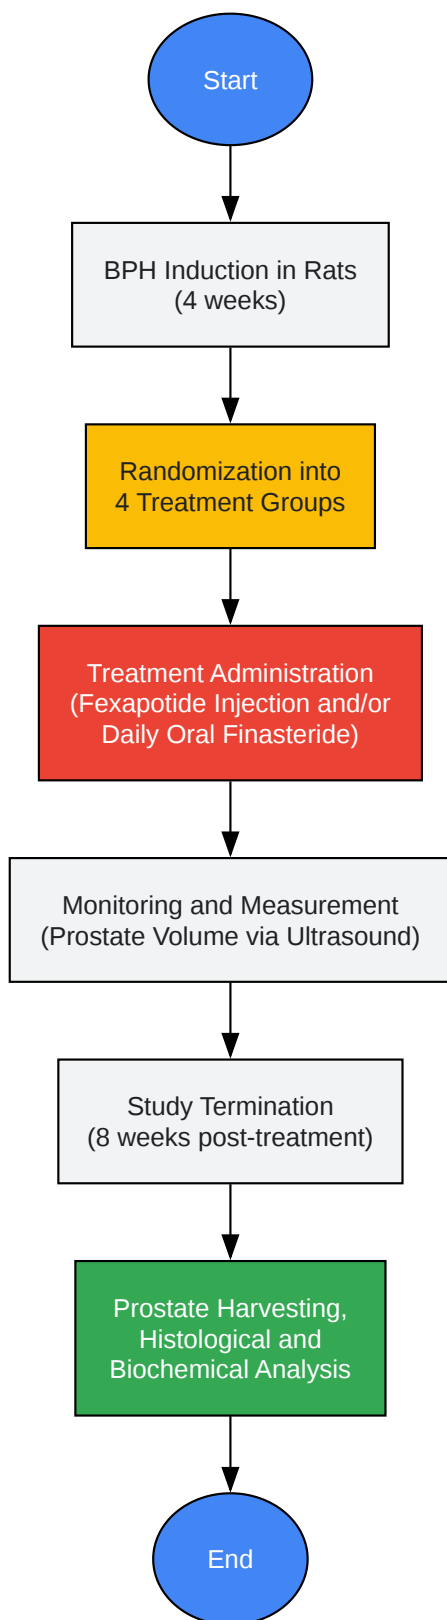 Start
BPH Induction in Rats
(4 weeks)
Randomization into
4 Treatment Groups
Treatment Administration
(Fexapotide Injection and/or
Daily Oral Finasteride)
Monitoring and Measurement
(Prostate Volume via Ultrasound)
Study Termination
(8 weeks post-treatment)
Prostate Harvesting,
Histological and
Biochemical Analysis
End